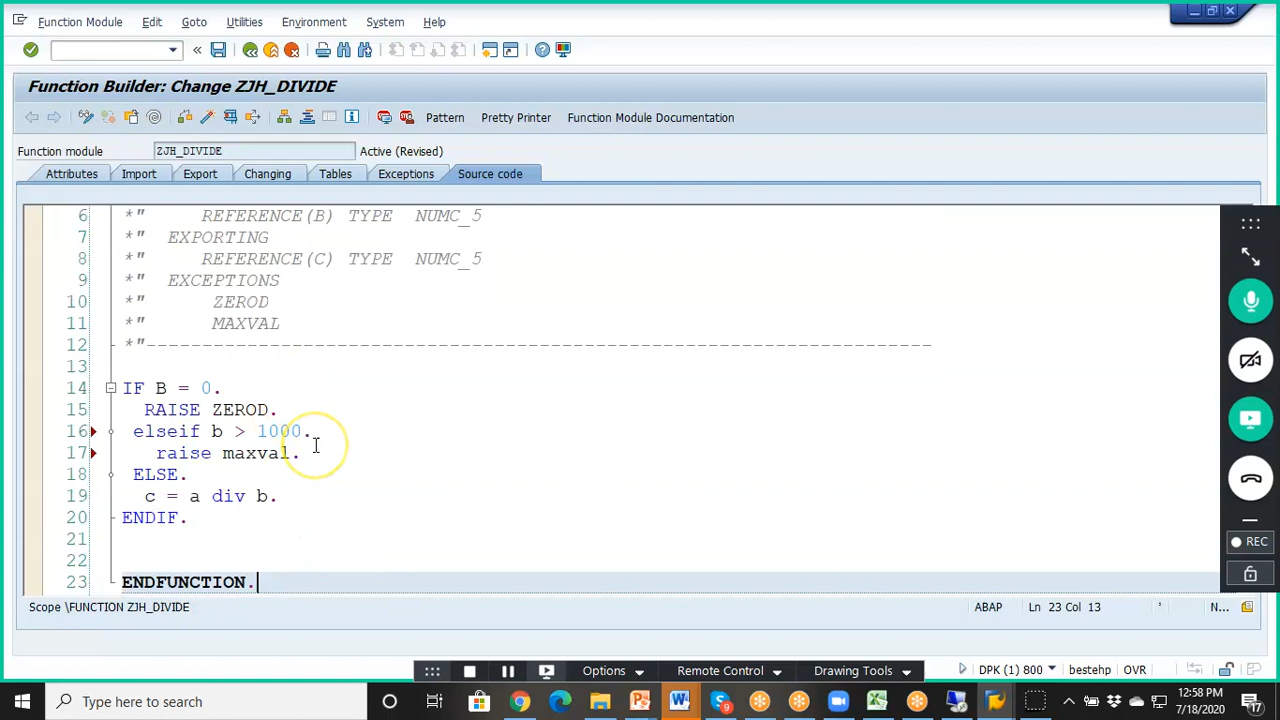 Function Module Edit Goto Utilities Environment System Help
«
Function Builder: Change ZJH_DIVIDE
Pattern Pretty Printer Function Module Documentation
Function module ZJH_DIVIDE Active (Revised)
Attributes Import Export Changing Tables Exceptions Source code
6 *" REFERENCE(B) TYPE NUMC_5
7 *" EXPORTING
8 *" REFERENCE(C) TYPE NUMC_5
9 *" EXCEPTIONS
10 *" ZEROD
11 *" MAXVAL
12 *"----------------------------------------------------------------------
13
14 IF B = 0.
15 RAISE ZEROD.
16 elseif b > 1000.
17 raise maxval.
18 ELSE.
19 c = a div b.
20 ENDIF.
21
22
23 ENDFUNCTION.
REC
Scope \FUNCTION ZJH_DIVIDE ABAP Ln 23 Col 13 N...
Options Remote Control Drawing Tools DPK (1) 800 bestehp OVR
Type here to search 12:58 PM
7/18/2020 17